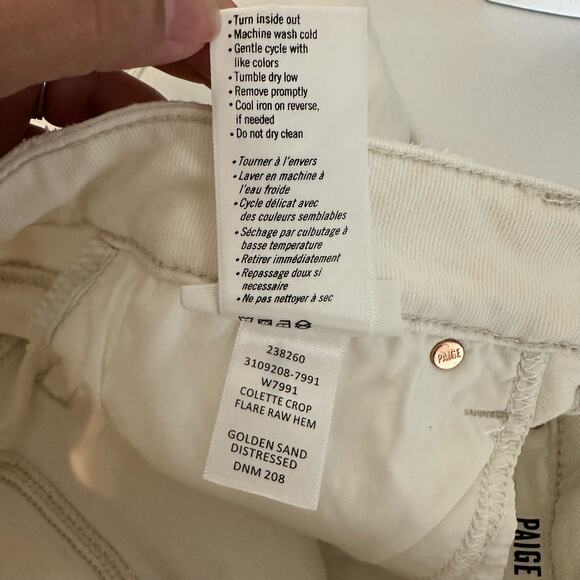 • Turn inside out
• Machine wash cold
• Gentle cycle with
like colors
• Tumble dry low
• Remove promptly
• Cool iron on reverse,
if needed
• Do not dry clean
• Tourner à l'envers
• Laver en machine à
l'eau froide
• Cycle délicat avec
des couleurs semblables
• Séchage par culbutage à
basse temperature
• Retirer immédiatement
• Repassage doux si
necessaire
• Ne pas nettoyer à sec
238260
3109208-7991
W7991
COLETTE CROP
FLARE RAW HEM
GOLDEN SAND
DISTRESSED
DNM 208
PAIGE
PAIGE